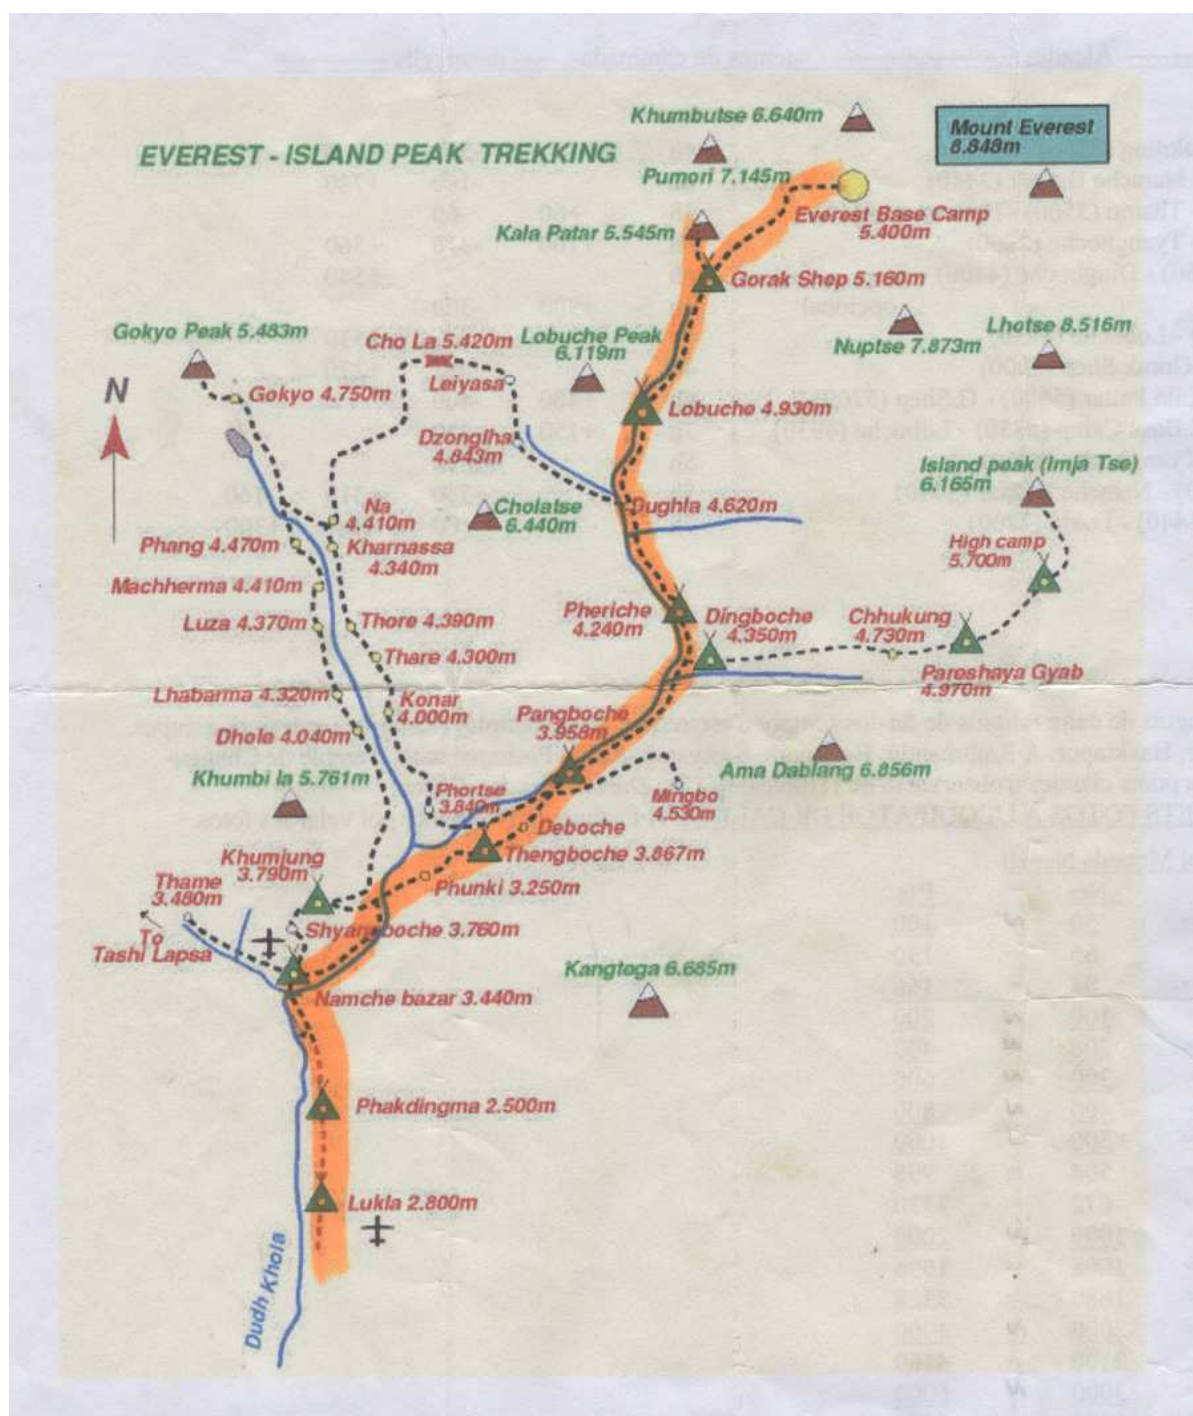 Khumbutse 6.640m
Mount Everest
8.848m
EVEREST - ISLAND PEAK TREKKING
Pumori 7.145m
Everest Base Camp
5.400m
Kala Patar 5.545m
Gorak Shep 5.160m
Gokyo Peak 5.483m
Cho La 5.420m
Lobuche Peak
6.119m
Nuptse 7.873m
Lhotse 8.516m
N
Gokyo 4.750m
Leiyasa
Lobuche 4.930m
Dzonglha
4.843m
Island peak (Imja Tse)
6.165m
Na
4.410m
Cholatse
6.440m
Dughla 4.620m
Phang 4.470m
Kharnassa
4.340m
High camp
5.700m
Machherma 4.410m
Pheriche
4.240m
Dingboche
4.350m
Chhukung
4.730m
Luza 4.370m
Thore 4.390m
Thare 4.300m
Pareshaya Gyab
4.970m
Lhabarma 4.320m
Konar
4.000m
Pangboche
3.958m
Dhole 4.040m
Khumbi la 5.761m
Phortse
3.840m
Mingbo
4.530m
Ama Dablang 6.856m
Deboche
Thengboche 3.867m
Khumjung
3.790m
Phunki 3.250m
Thame
3.480m
To
Tashi Lapsa
Shyangboche 3.760m
Kangtega 6.685m
Namche bazar 3.440m
Phakdingma 2.500m
Lukla 2.800m
Dudh Khola